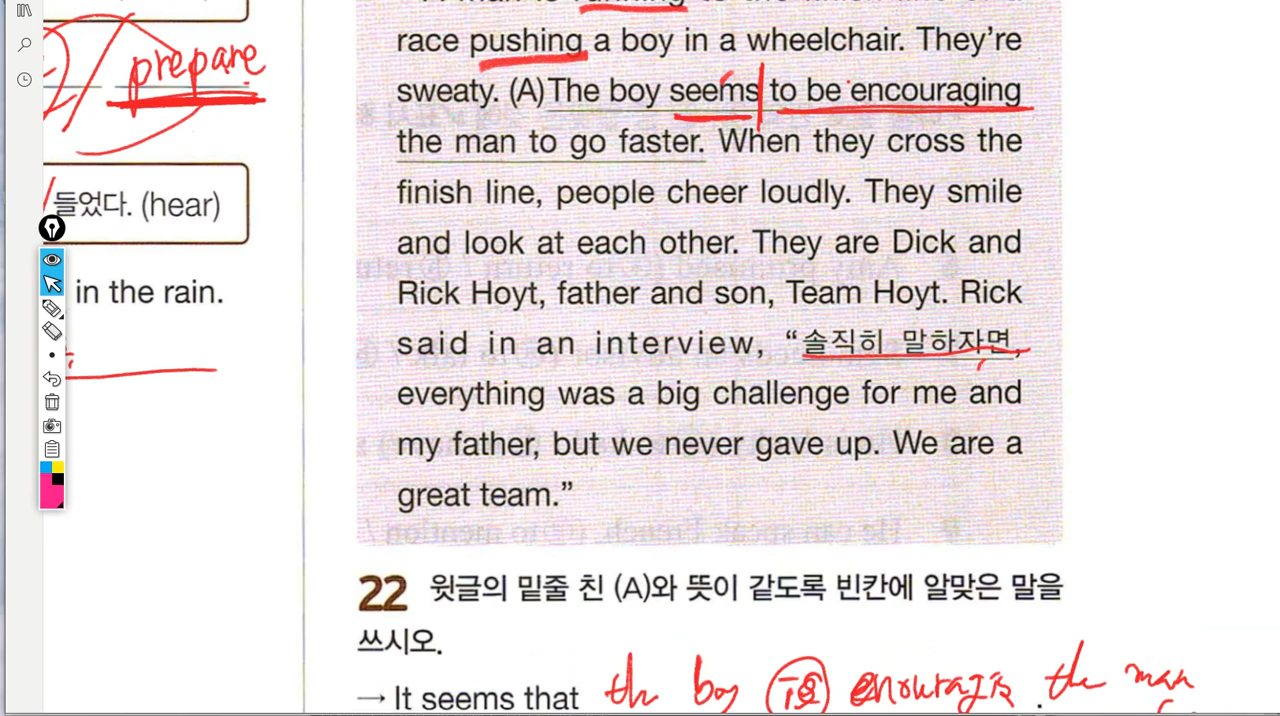 prepare
들었다. (hear)
in the rain.
race pushing a boy in a wheelchair. They're
sweaty. (A) The boy seems to be encouraging
the man to go faster. When they cross the
finish line, people cheer loudly. They smile
and look at each other. They are Dick and
Rick Hoyt, father and son, Team Hoyt. Rick
said in an interview, “솔직히 말하자면,
everything was a big challenge for me and
my father, but we never gave up. We are a
great team.”
22 윗글의 밑줄 친 (A)와 뜻이 같도록 빈칸에 알맞은 말을
쓰시오.
→ It seems that the boy is the man